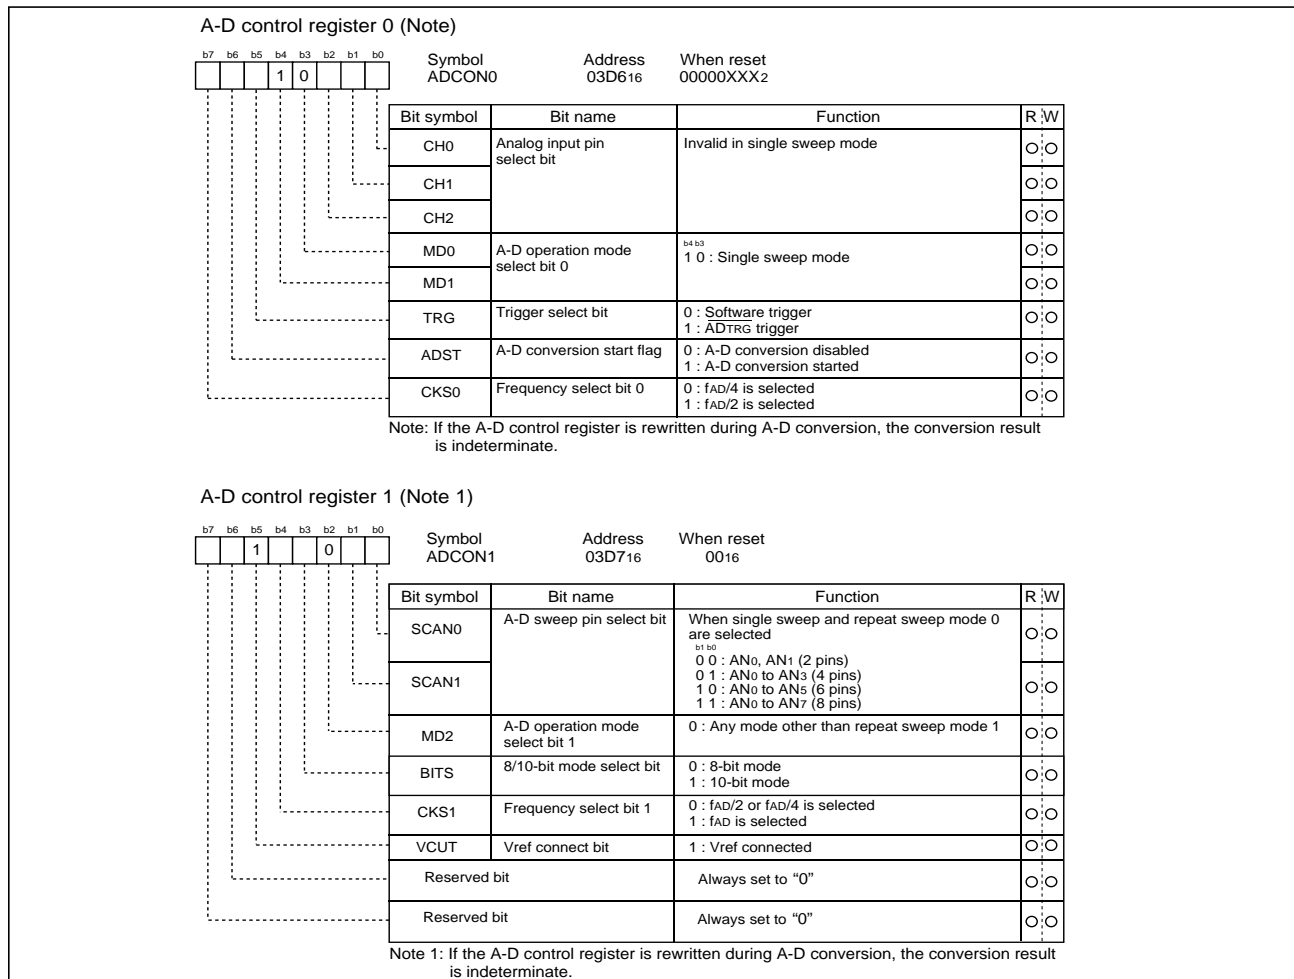 A-D control register 0 (Note)
b7 b6 b5 b4 b3 b2 b1 b0
1 0
Symbol Address When reset
ADCON0 03D616 00000XXX2
Bit symbol Bit name Function R W
CH0 Analog input pin select bit Invalid in single sweep mode
CH1
CH2
MD0 A-D operation mode select bit 0 b4 b3
1 0 : Single sweep mode
MD1
TRG Trigger select bit 0 : Software trigger
1 : ADTRG trigger
ADST A-D conversion start flag 0 : A-D conversion disabled
1 : A-D conversion started
CKS0 Frequency select bit 0 0 : fAD/4 is selected
1 : fAD/2 is selected
Note: If the A-D control register is rewritten during A-D conversion, the conversion result
is indeterminate.
A-D control register 1 (Note 1)
b7 b6 b5 b4 b3 b2 b1 b0
1 0
Symbol Address When reset
ADCON1 03D716 0016
Bit symbol Bit name Function R W
SCAN0 A-D sweep pin select bit When single sweep and repeat sweep mode 0
are selected
b1 b0
0 0 : AN0, AN1 (2 pins)
0 1 : AN0 to AN3 (4 pins)
SCAN1 1 0 : AN0 to AN5 (6 pins)
1 1 : AN0 to AN7 (8 pins)
MD2 A-D operation mode select bit 1 0 : Any mode other than repeat sweep mode 1
BITS 8/10-bit mode select bit 0 : 8-bit mode
1 : 10-bit mode
CKS1 Frequency select bit 1 0 : fAD/2 or fAD/4 is selected
1 : fAD is selected
VCUT Vref connect bit 1 : Vref connected
Reserved bit Always set to “0”
Reserved bit Always set to “0”
Note 1: If the A-D control register is rewritten during A-D conversion, the conversion result
is indeterminate.